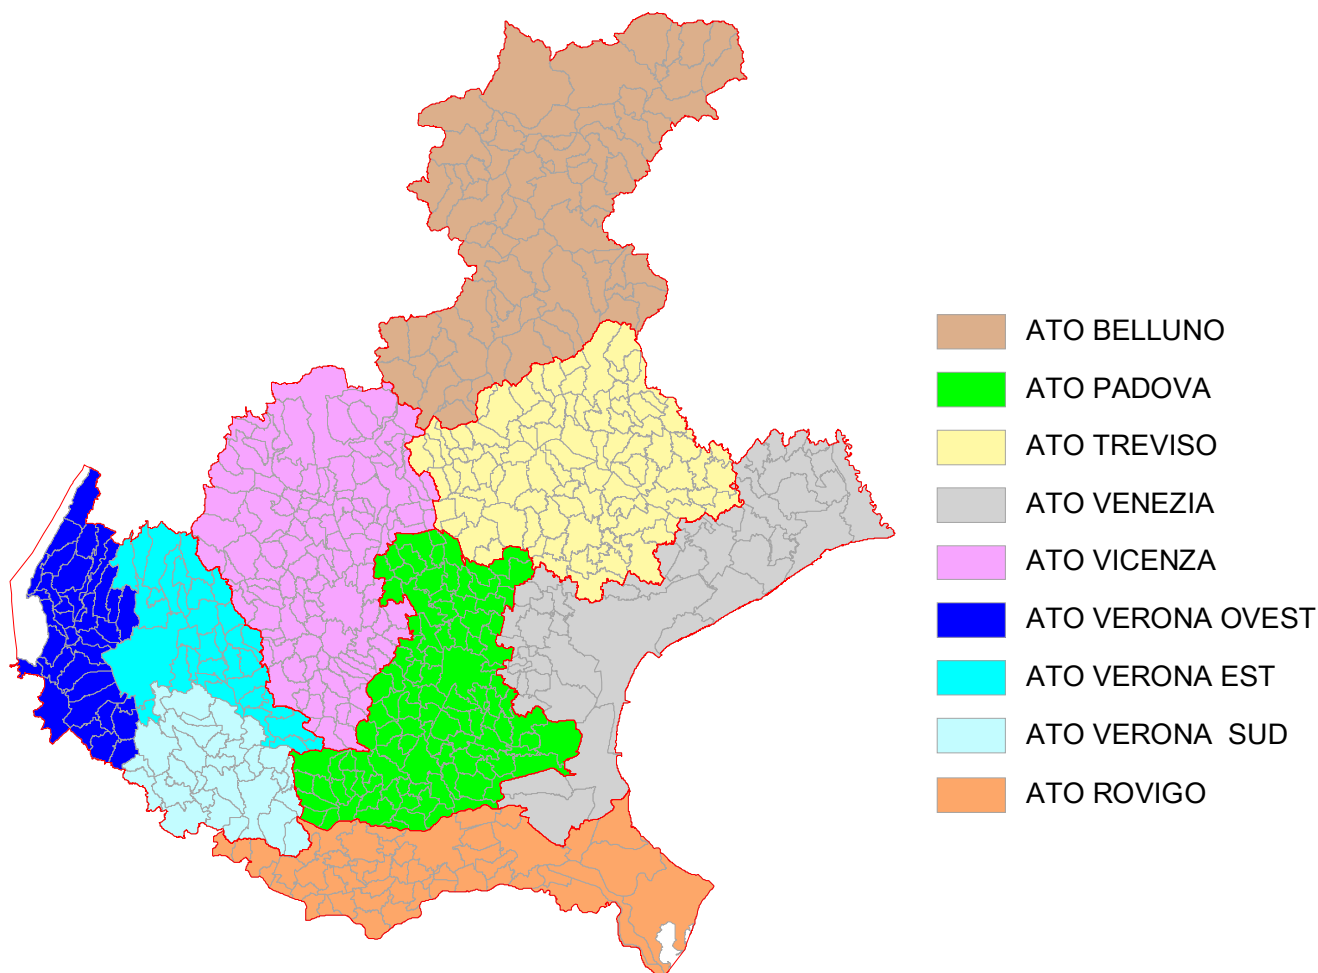 ATO BELLUNO
ATO PADOVA
ATO TREVISO
ATO VENEZIA
ATO VICENZA
ATO VERONA OVEST
ATO VERONA EST
ATO VERONA  SUD
ATO ROVIGO